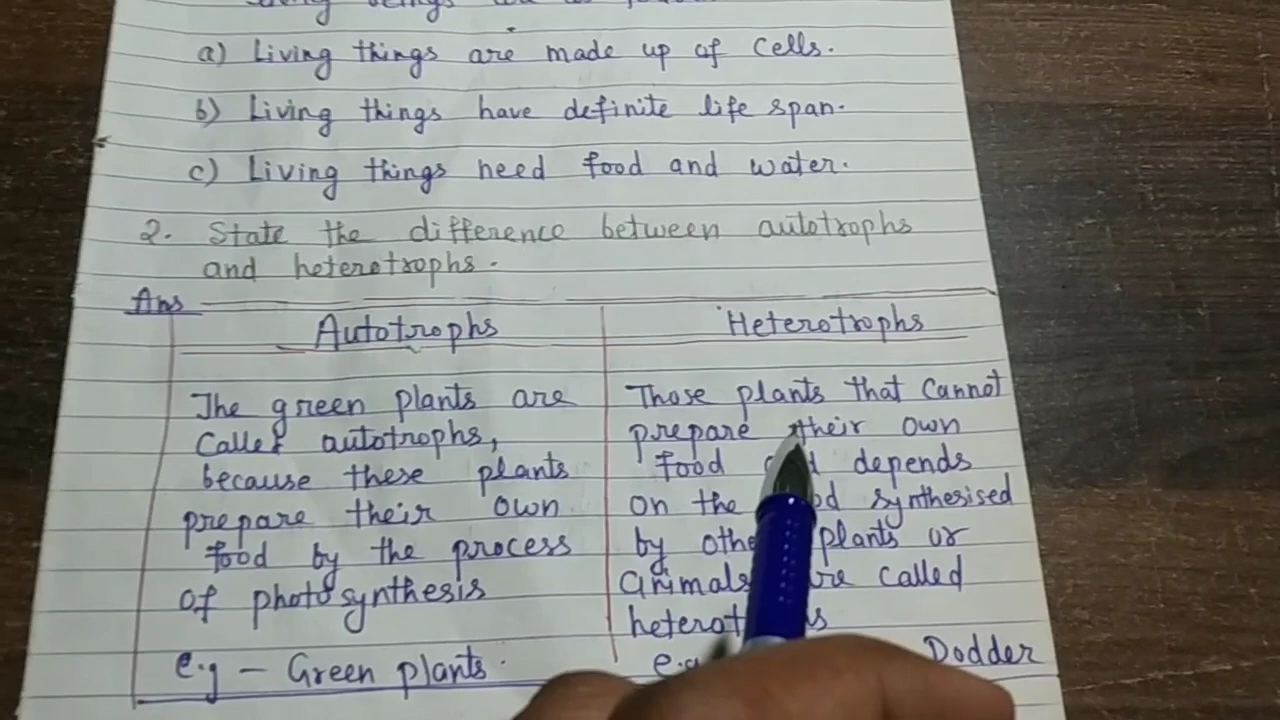 a) Living things are made up of cells.
b) Living things have definite life span.
c) Living things need food and water.
2. State the difference between autotrophs
and heterotrophs.
Ans
Autotrophs
The green plants are
called autotrophs,
because these plants
prepare their own
food by the process
of photosynthesis
e.g - Green plants.
Heterotrophs
Those plants that cannot
prepare their own
food depends
on the synthesised
by plants or
animals called
e.g Dodder